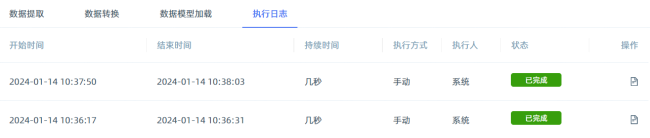 数据提取 数据转换 数据模型加载 执行日志
开始时间 结束时间 持续时间 执行方式 执行人 状态 操作
2024-01-14 10:37:50 2024-01-14 10:38:03 几秒 手动 系统 已完成
2024-01-14 10:36:17 2024-01-14 10:36:31 几秒 手动 系统 已完成